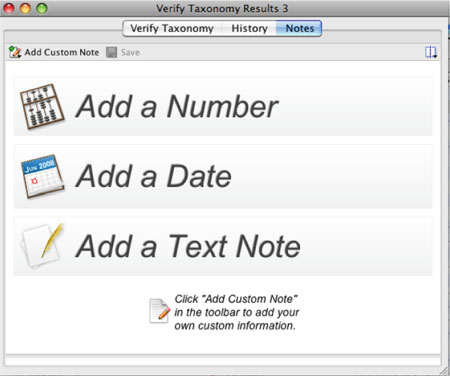 Verify Taxonomy Results 3
Verify Taxonomy History Notes
Add Custom Note Save
Add a Number
JUN 2008
Add a Date
Add a Text Note
Click "Add Custom Note"
in the toolbar to add your
own custom information.